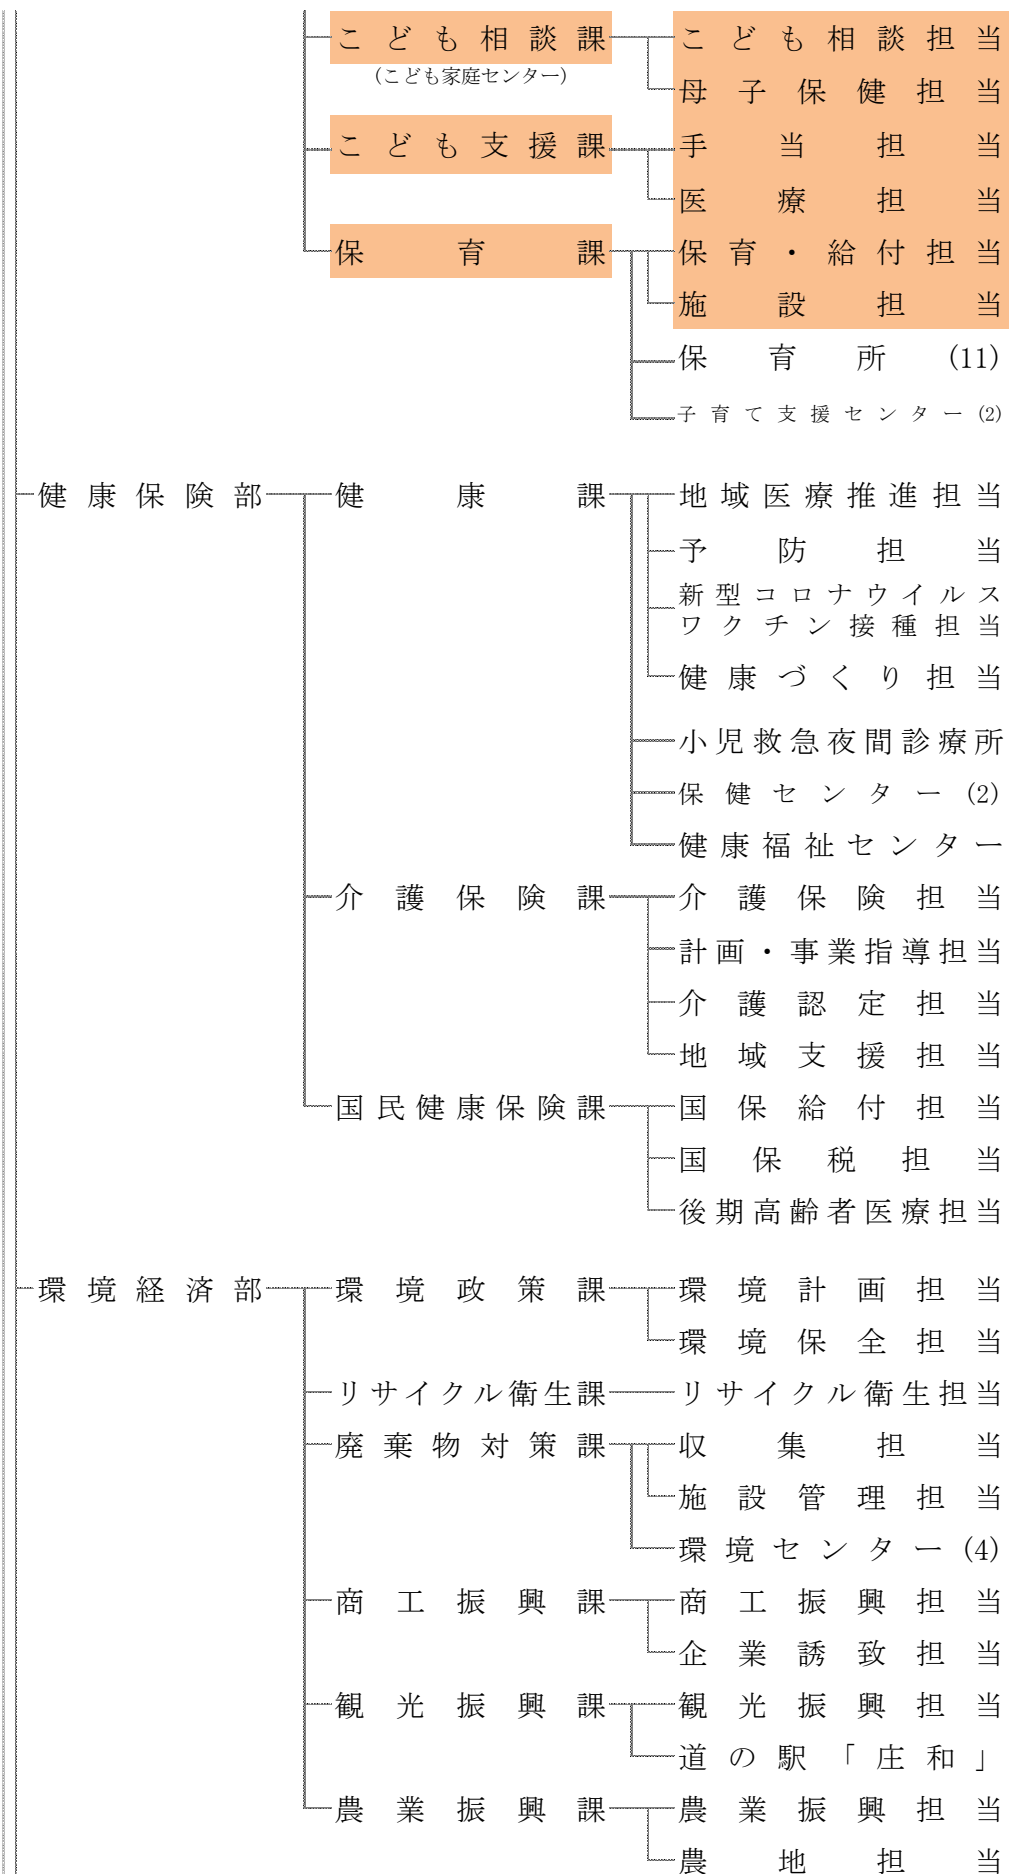 こども相談課 こども相談担当
(こども家庭センター)
母子保健担当
こども支援課 手当担当
医療担当
保育課 保育・給付担当
施設担当
保育所(11)
子育て支援センター(2)
健康保険部 健康課 地域医療推進担当
予防担当
新型コロナウイルス
ワクチン接種担当
健康づくり担当
小児救急夜間診療所
保健センター(2)
健康福祉センター
介護保険課 介護保険担当
計画・事業指導担当
介護認定担当
地域支援担当
国民健康保険課 国保給付担当
国保税担当
後期高齢者医療担当
環境経済部 環境政策課 環境計画担当
環境保全担当
リサイクル衛生課 リサイクル衛生担当
廃棄物対策課 収集担当
施設管理担当
環境センター(4)
商工振興課 商工振興担当
企業誘致担当
観光振興課 観光振興担当
道の駅「庄和」
農業振興課 農業振興担当
農地担当